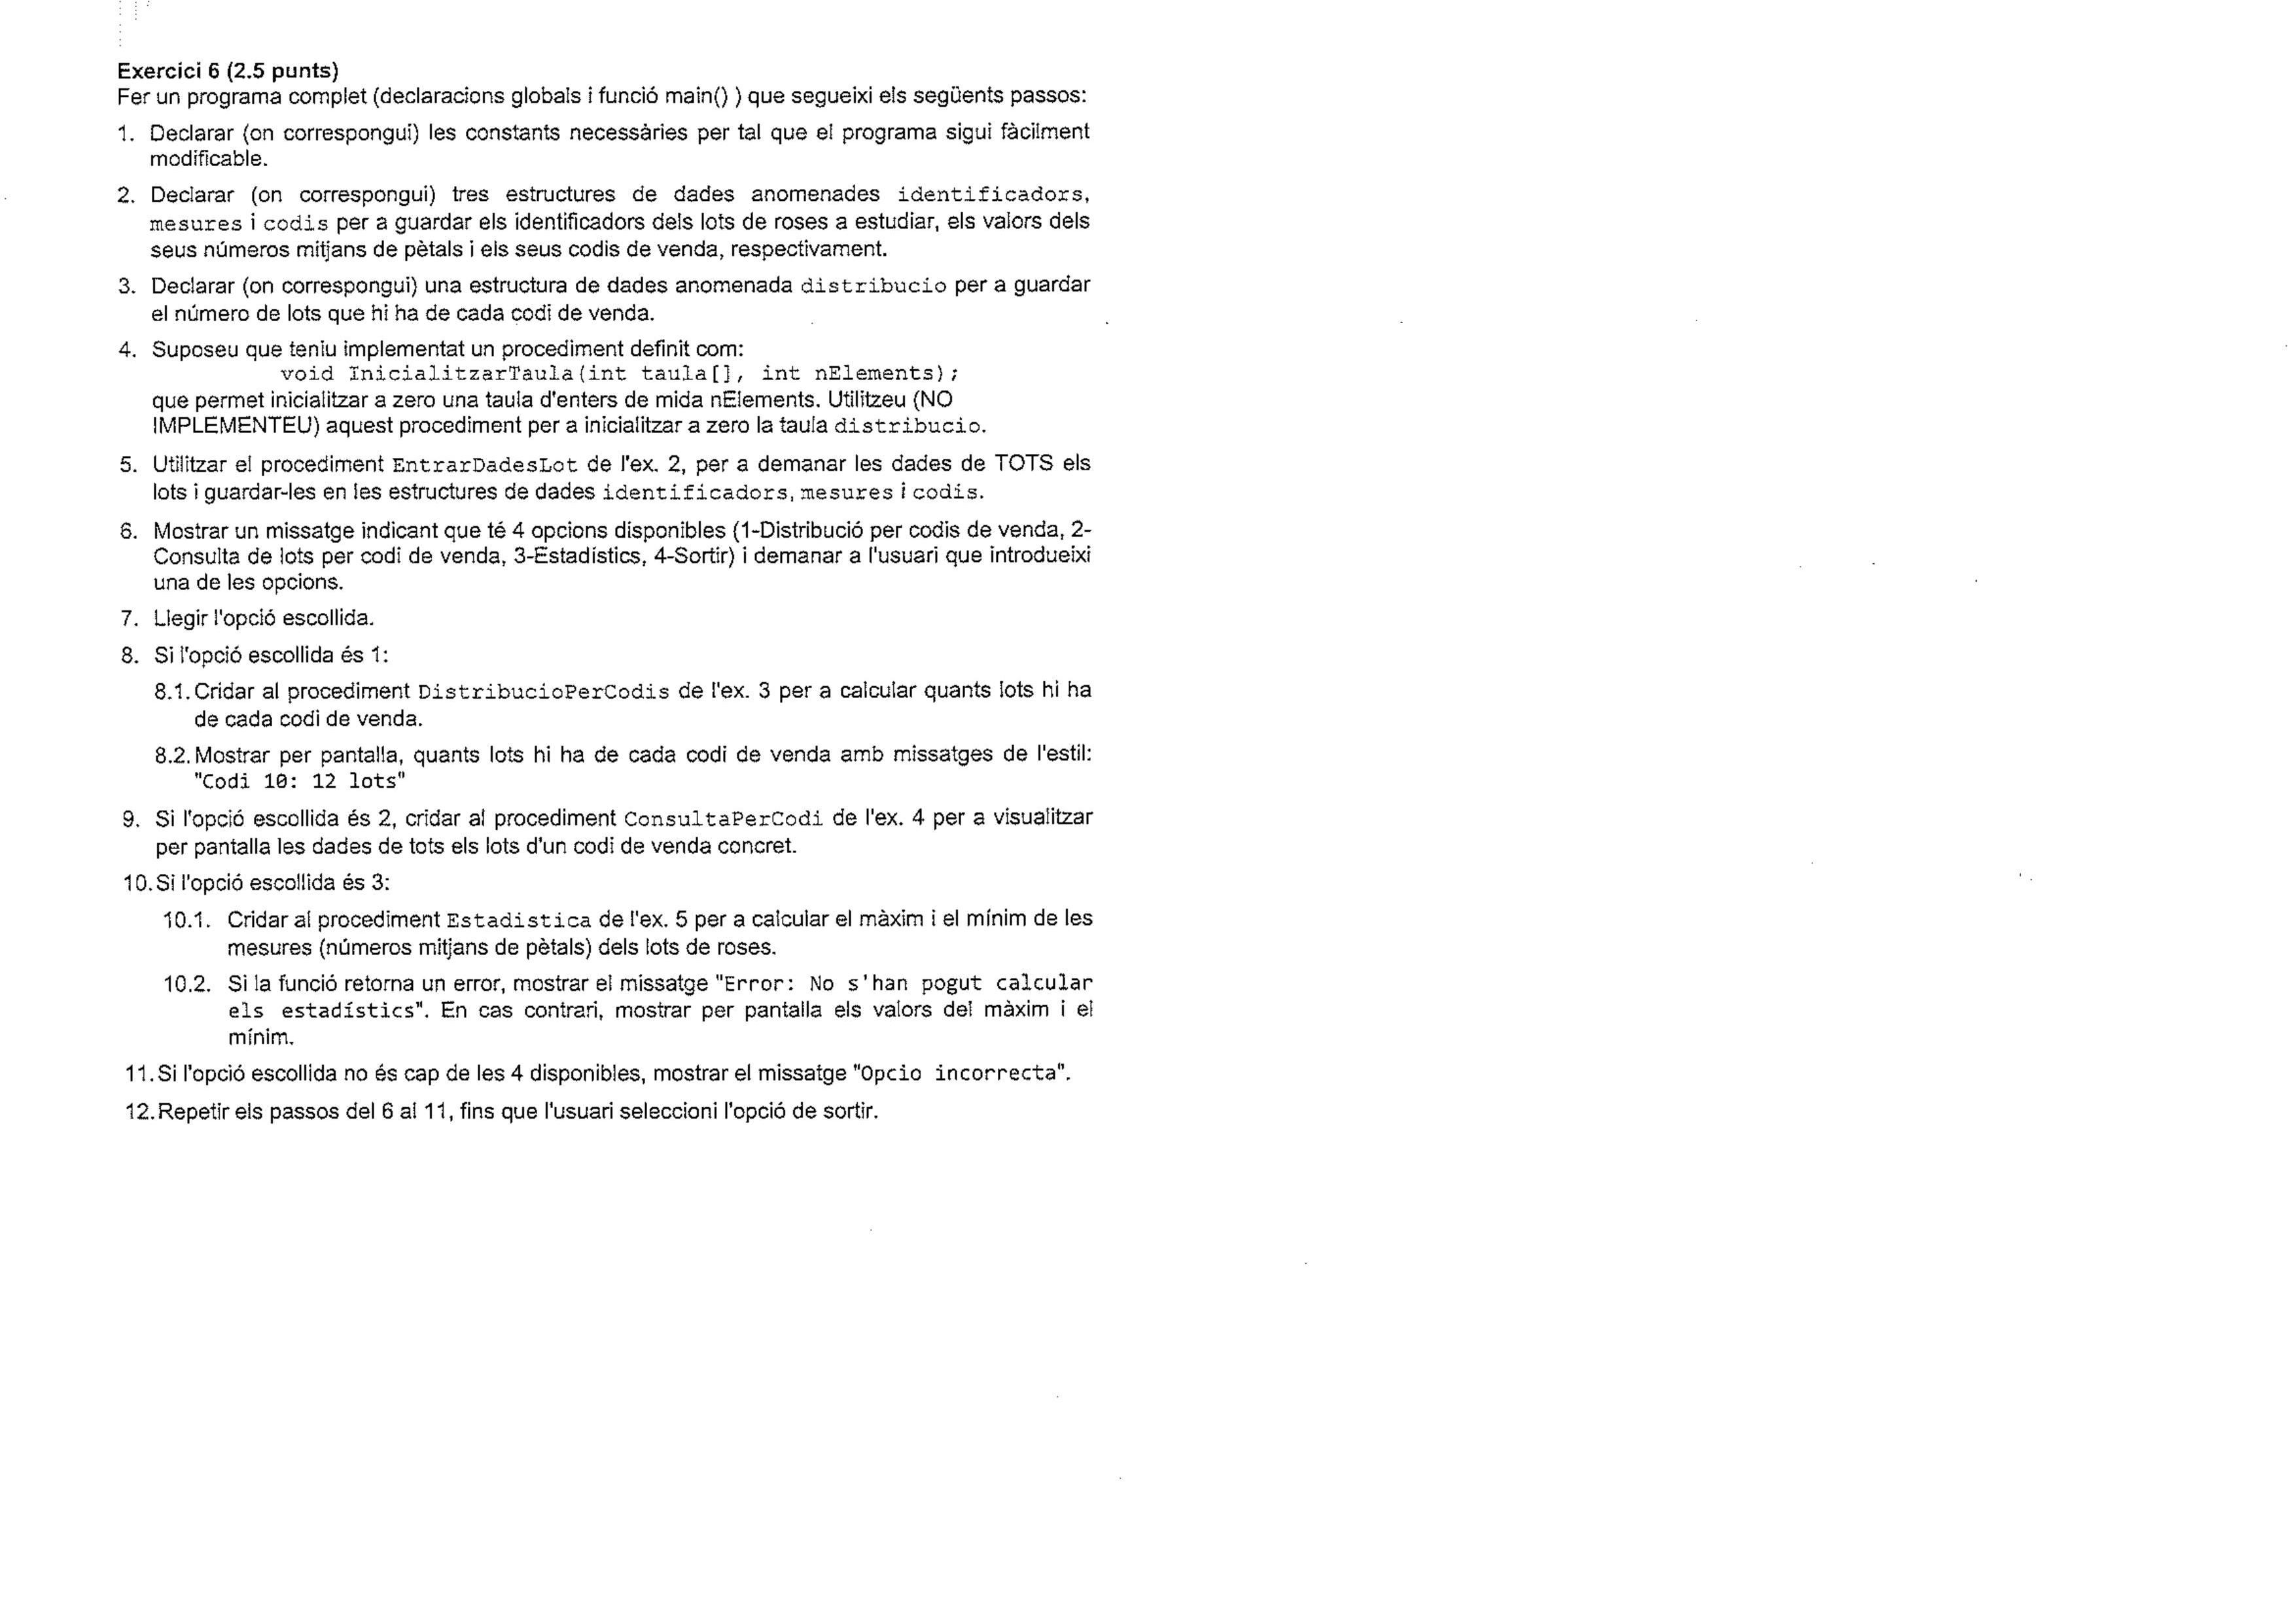 Exercici 6 (2.5 punts)
Fer un programa complet (declaracions globals i funció main() ) que segueixi els següents passos:
1. Declarar (on correspongui) les constants necessàries per tal que el programa sigui fàcilment
modificable.
2. Declarar (on correspongui) tres estructures de dades anomenades identificadors,
mesures i codis per a guardar els identificadors dels lots de roses a estudiar, els valors dels
seus números mitjans de pètals i els seus codis de venda, respectivament.
3. Declarar (on correspongui) una estructura de dades anomenada distribucio per a guardar
el número de lots que hi ha de cada codi de venda.
4. Suposeu que teniu implementat un procediment definit com:
void InicialitzarTaula(int taula[], int nElements);
que permet inicialitzar a zero una taula d'enters de mida nElements. Utilitzeu (NO
IMPLEMENTEU) aquest procediment per a inicialitzar a zero la taula distribucio.
5. Utilitzar el procediment EntrarDadesLot de l'ex. 2, per a demanar les dades de TOTS els
lots i guardar-les en les estructures de dades identificadors, mesures i codis.
6. Mostrar un missatge indicant que té 4 opcions disponibles (1-Distribució per codis de venda, 2-
Consulta de lots per codi de venda, 3-Estadístics, 4-Sortir) i demanar a l'usuari que introdueixi
una de les opcions.
7. Llegir l'opció escollida.
8. Si l'opció escollida és 1:
8.1. Cridar al procediment DistribucioPerCodis de l'ex. 3 per a calcular quants lots hi ha
de cada codi de venda.
8.2. Mostrar per pantalla, quants lots hi ha de cada codi de venda amb missatges de l'estil:
"Codi 10: 12 lots"
9. Si l'opció escollida és 2, cridar al procediment ConsultaPerCodi de l'ex. 4 per a visualitzar
per pantalla les dades de tots els lots d'un codi de venda concret.
10. Si l'opció escollida és 3:
10.1. Cridar al procediment Estadistica de l'ex. 5 per a calcular el màxim i el mínim de les
mesures (números mitjans de pètals) dels lots de roses.
10.2. Si la funció retorna un error, mostrar el missatge "Error: No s'han pogut calcular
els estadístics". En cas contrari, mostrar per pantalla els valors del màxim i el
mínim.
11. Si l'opció escollida no és cap de les 4 disponibles, mostrar el missatge "Opcio incorrecta".
12. Repetir els passos del 6 al 11, fins que l'usuari seleccioni l'opció de sortir.